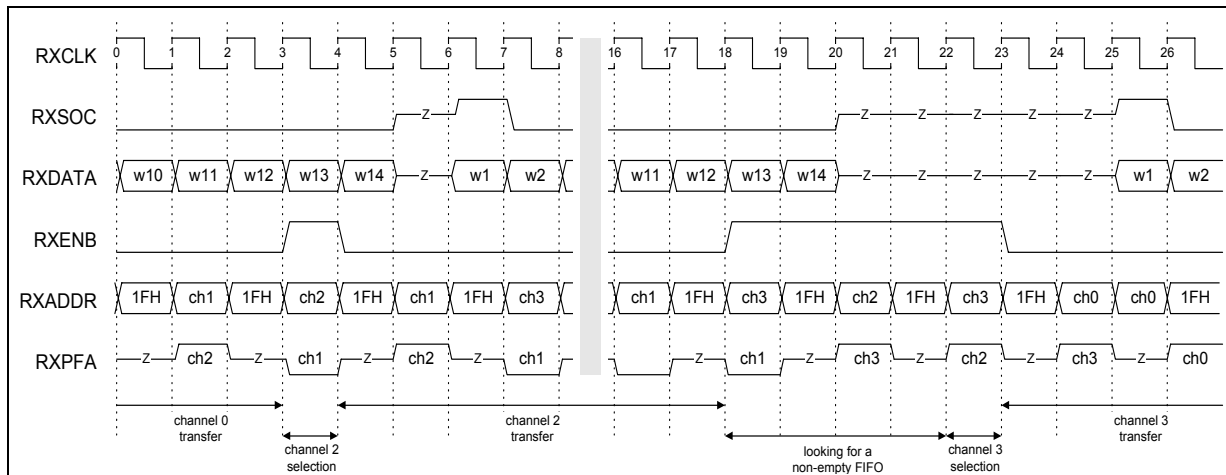 RXCLK 0 1 2 3 4 5 6 7 8 16 17 18 19 20 21 22 23 24 25 26
RXSOC Z Z Z Z Z Z
RXDATA w10 w11 w12 w13 w14 Z w1 w2 w11 w12 w13 w14 Z Z Z Z Z w1 w2
RXENB
RXADDR 1FH ch1 1FH ch2 1FH ch1 1FH ch3 ch1 1FH ch3 1FH ch2 1FH ch3 1FH ch0 ch0 1FH
RXPFA Z ch2 Z ch1 Z ch2 Z ch1 Z ch1 Z ch3 Z ch2 Z ch3 Z ch0
channel 0
transfer
channel 2
selection
channel 2
transfer
looking for a
non-empty FIFO
channel 3
selection
channel 3
transfer